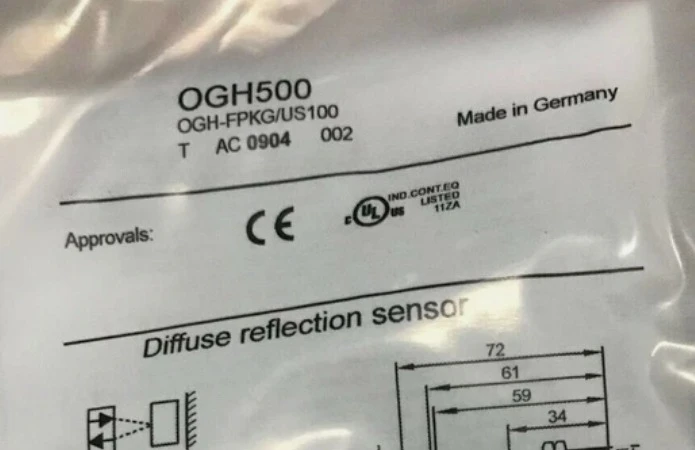 OGH500
OGH-FPKG/US100
T AC 0904 002
Made in Germany
Approvals:
CE
c UL us
IND.CONT.EQ
LISTED
11ZA
Diffuse reflection sensor
72
61
59
34